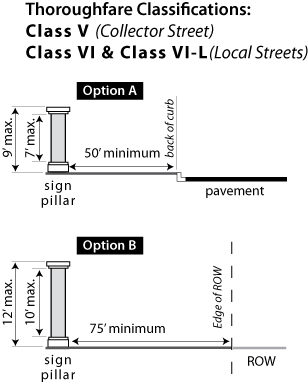 Thoroughfare Classifications:
Class V (Collector Street)
Class VI & Class VI-L(Local Streets)
Option A
9' max.
7' max.
50' minimum
back of curb
sign
pillar
pavement
Option B
12' max.
10' max.
75' minimum
Edge of ROW
sign
pillar
ROW